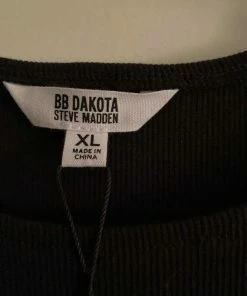 BB DAKOTA
STEVE MADDEN
XL
MADE IN
CHINA